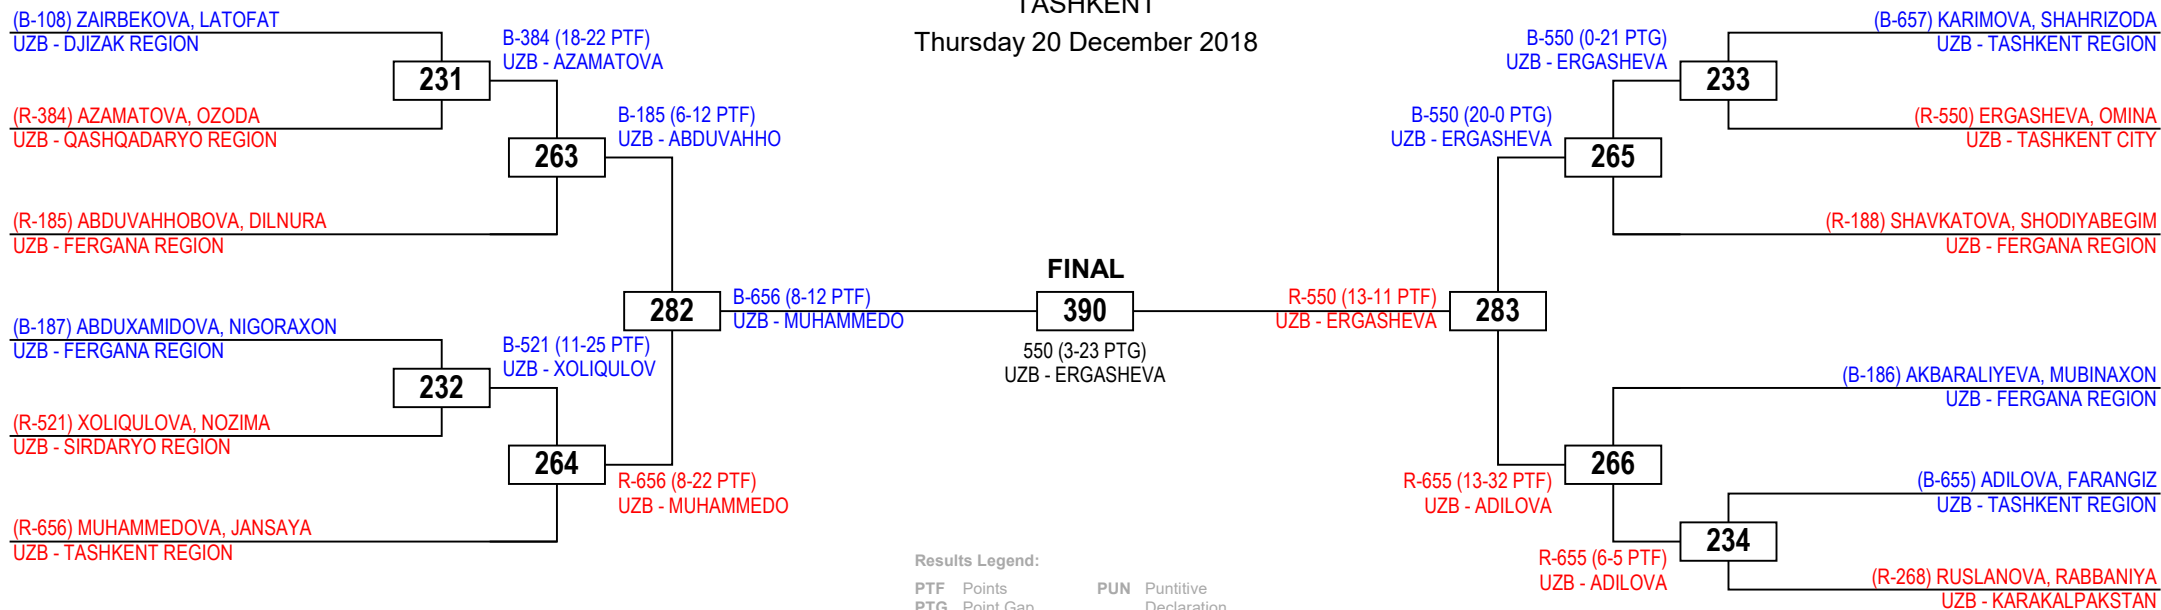 TASHKENT
Thursday 20 December 2018
(B-108) ZAIRBEKOVA, LATOFAT
UZB - DJIZAK REGION
231
(R-384) AZAMATOVA, OZODA
UZB - QASHQADARYO REGION
B-384 (18-22 PTF)
UZB - AZAMATOVA
263
(R-185) ABDUVAHHOBOVA, DILNURA
UZB - FERGANA REGION
B-185 (6-12 PTF)
UZB - ABDUVAHHO
282
(B-187) ABDUXAMIDOVA, NIGORAXON
UZB - FERGANA REGION
232
(R-521) XOLIQULOVA, NOZIMA
UZB - SIRDARYO REGION
B-521 (11-25 PTF)
UZB - XOLIQULOV
264
(R-656) MUHAMMEDOVA, JANSAYA
UZB - TASHKENT REGION
R-656 (8-22 PTF)
UZB - MUHAMMEDO
B-656 (8-12 PTF)
UZB - MUHAMMEDO
FINAL
390
550 (3-23 PTG)
UZB - ERGASHEVA
R-550 (13-11 PTF)
UZB - ERGASHEVA
283
B-550 (20-0 PTG)
UZB - ERGASHEVA
265
B-550 (0-21 PTG)
UZB - ERGASHEVA
233
(B-657) KARIMOVA, SHAHRIZODA
UZB - TASHKENT REGION
(R-550) ERGASHEVA, OMINA
UZB - TASHKENT CITY
(R-188) SHAVKATOVA, SHODIYABEGIM
UZB - FERGANA REGION
(B-186) AKBARALIYEVA, MUBINAXON
UZB - FERGANA REGION
266
R-655 (13-32 PTF)
UZB - ADILOVA
(B-655) ADILOVA, FARANGIZ
UZB - TASHKENT REGION
234
R-655 (6-5 PTF)
UZB - ADILOVA
(R-268) RUSLANOVA, RABBANIYA
UZB - KARAKALPAKSTAN
Results Legend:
PTF Points PUN Puntitive
PTG Point Gap Declaration